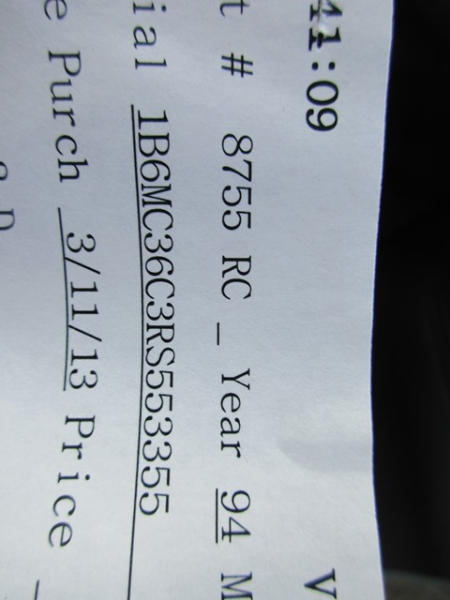 41:09 V
t # 8755 RC _ Year 94 M
ial 1B6MC36C3RS553355
e Purch 3/11/13 Price _